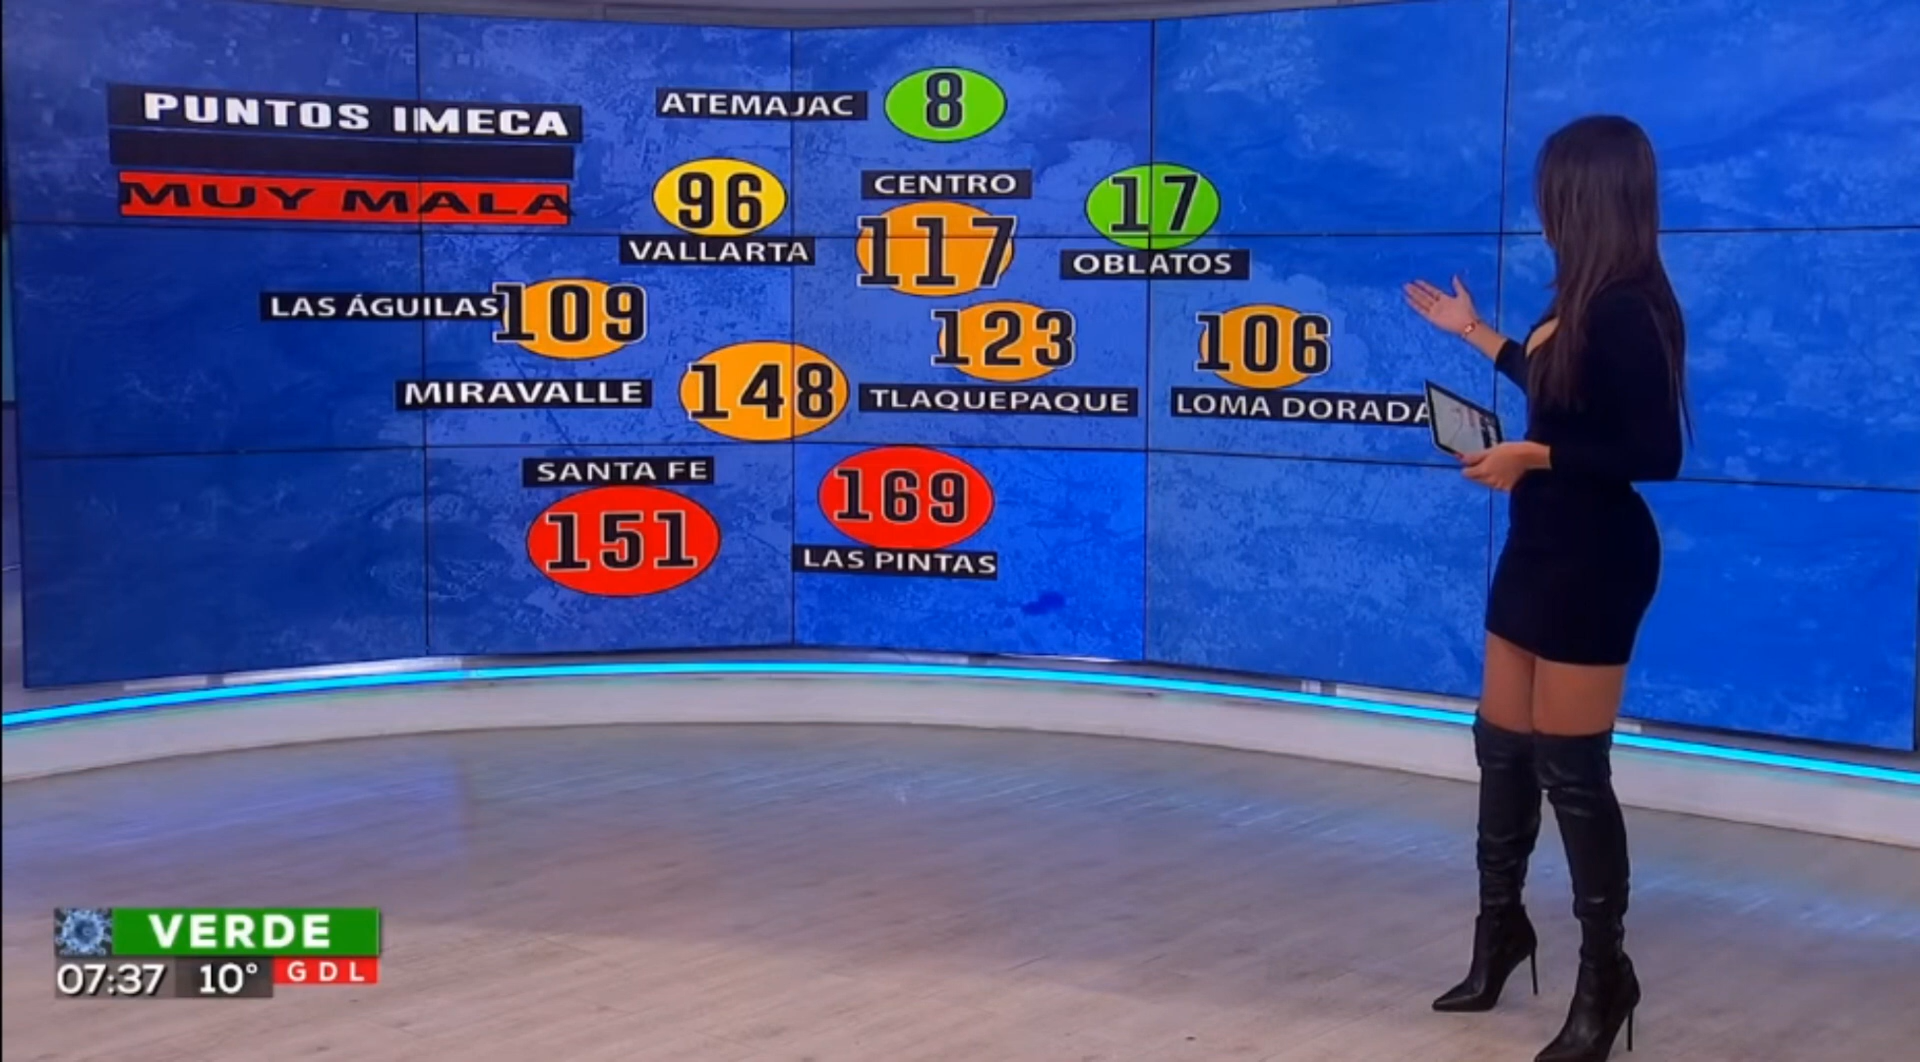 PUNTOS IMECA
MUY MALA
ATEMAJAC 8
96
VALLARTA
CENTRO
117
17
OBLATOS
LAS ÁGUILAS 109
123
TLAQUEPAQUE
106
LOMA DORADA
MIRAVALLE 148
SANTA FE
151
169
LAS PINTAS
VERDE
07:37 10° GDL